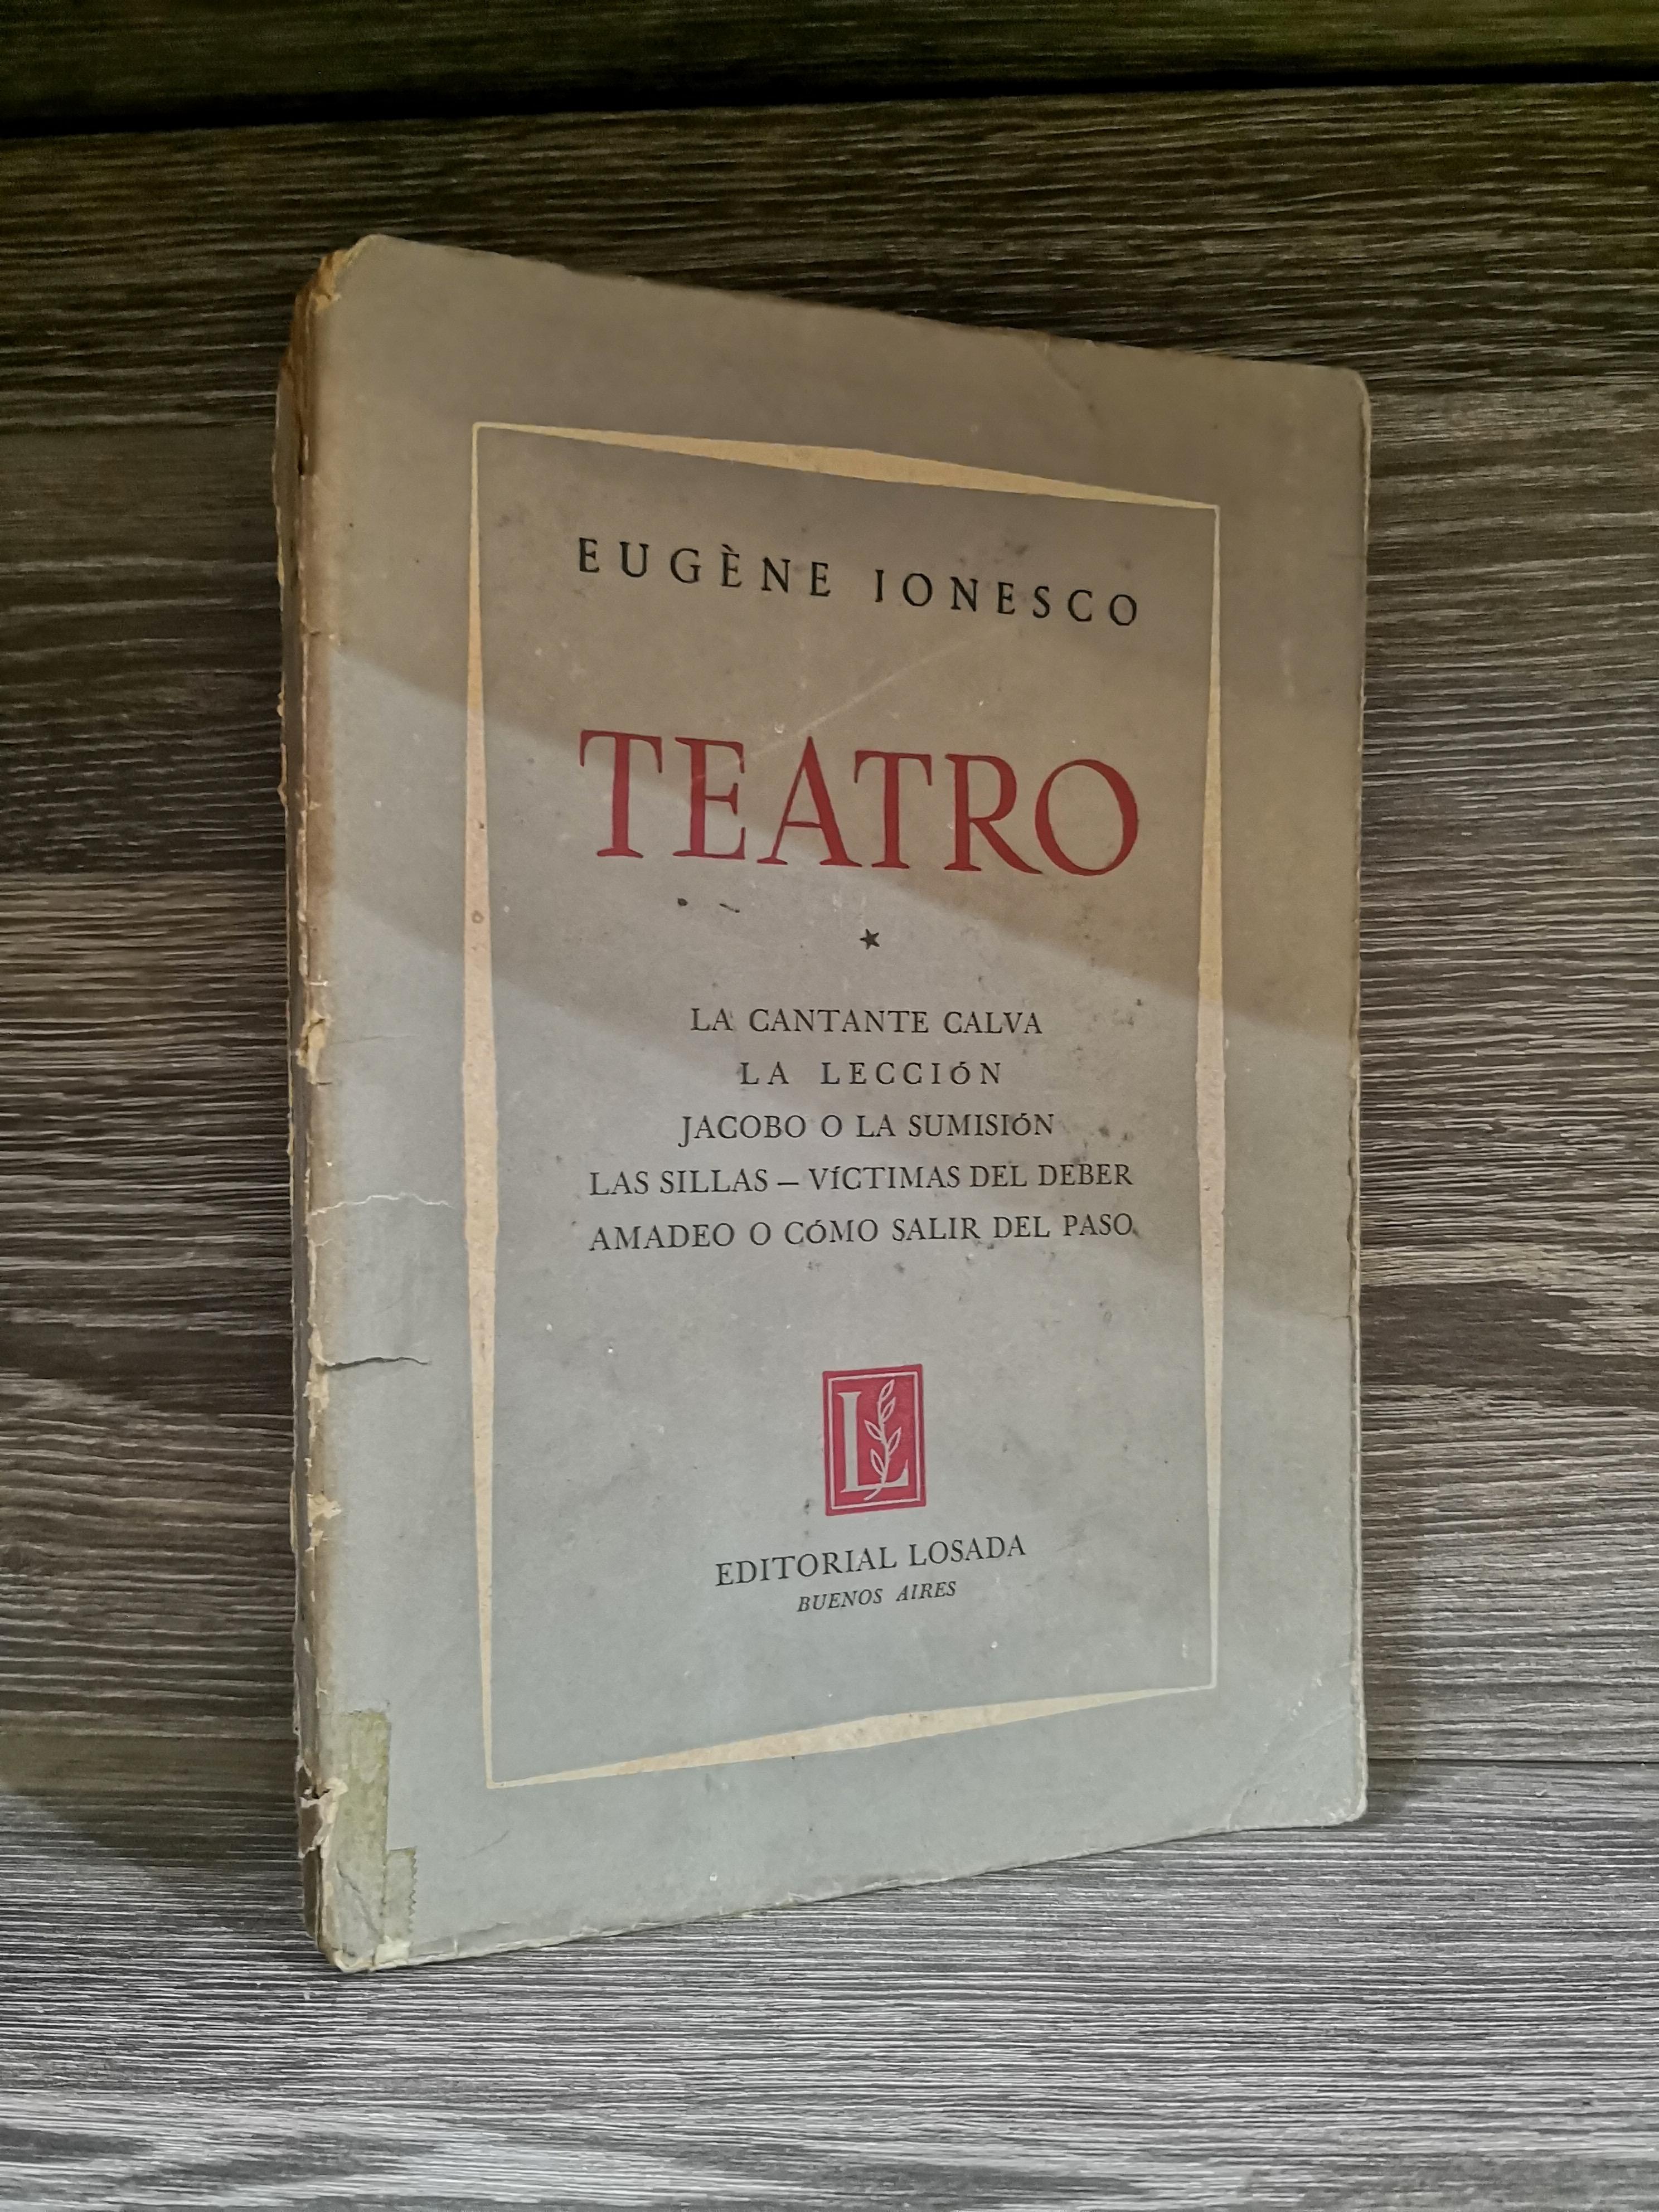 EUGÈNE IONESCO
TEATRO
★
LA CANTANTE CALVA
LA LECCIÓN
JACOBO O LA SUMISIÓN
LAS SILLAS — VÍCTIMAS DEL DEBER
AMADEO O CÓMO SALIR DEL PASO
L
EDITORIAL LOSADA
BUENOS AIRES